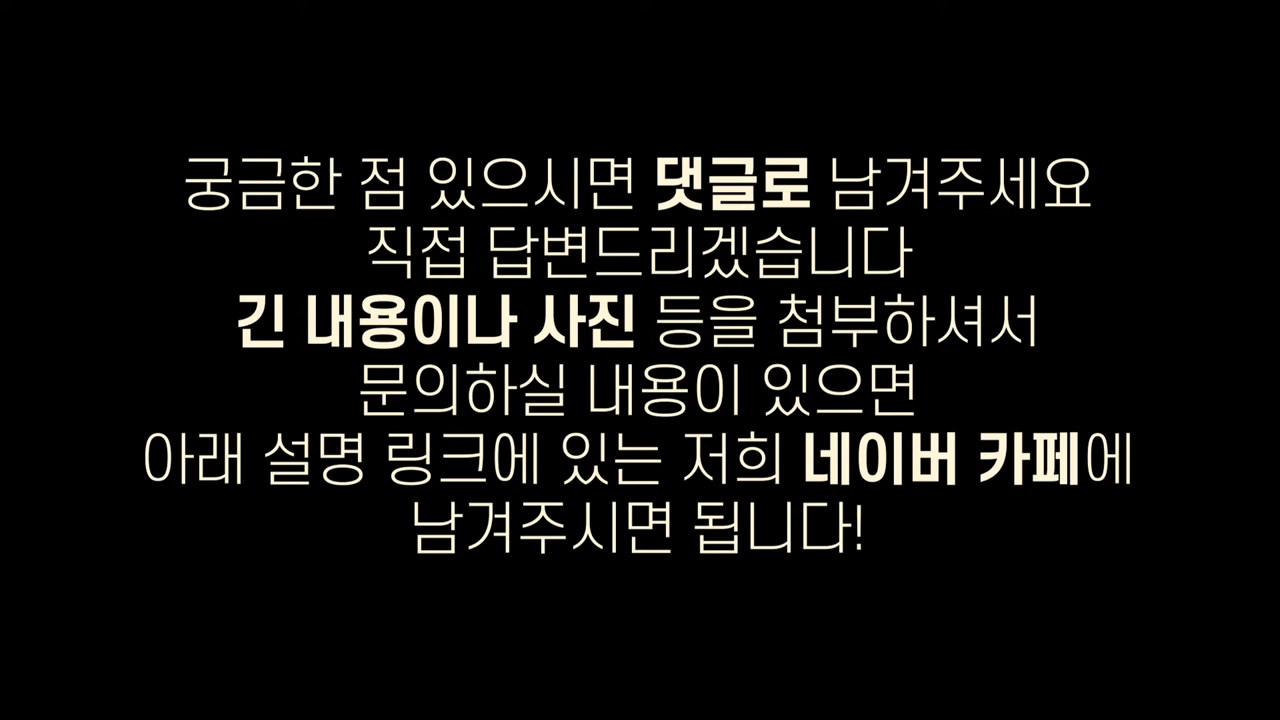 궁금한 점 있으시면 댓글로 남겨주세요
직접 답변드리겠습니다
긴 내용이나 사진 등을 첨부하셔서
문의하실 내용이 있으면
아래 설명 링크에 있는 저희 네이버 카페에
남겨주시면 됩니다!